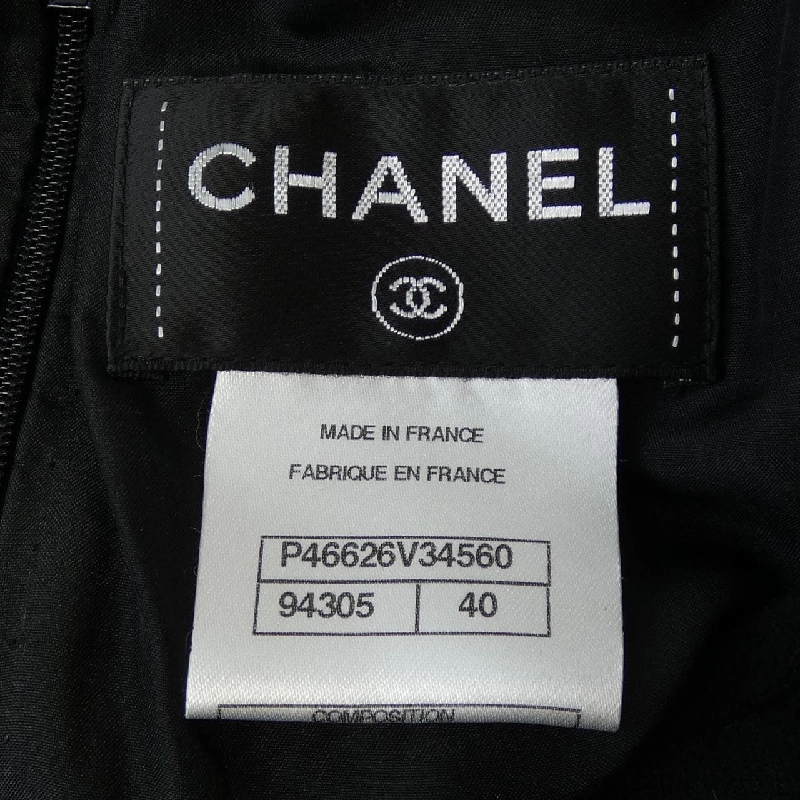 CHANEL
MADE IN FRANCE
FABRIQUE EN FRANCE
P46626V34560
94305 40
COMPOSITION